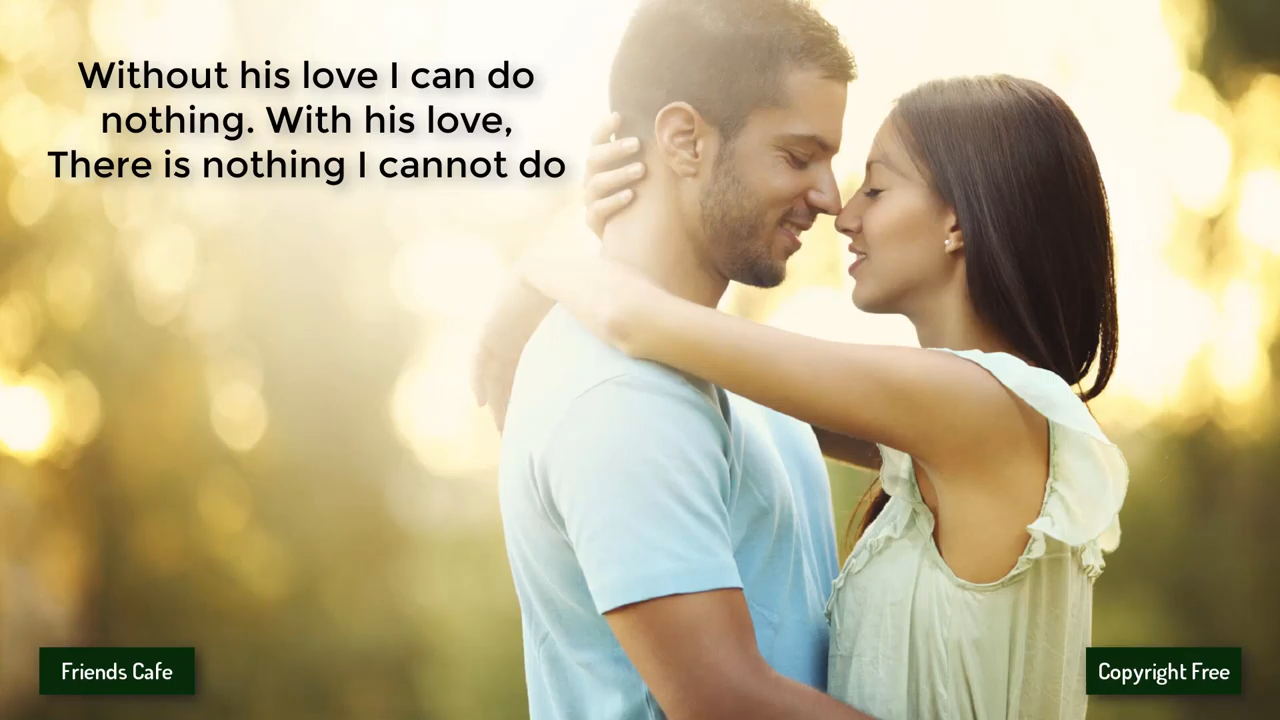 Without his love I can do
nothing. With his love,
There is nothing I cannot do
Friends Cafe
Copyright Free